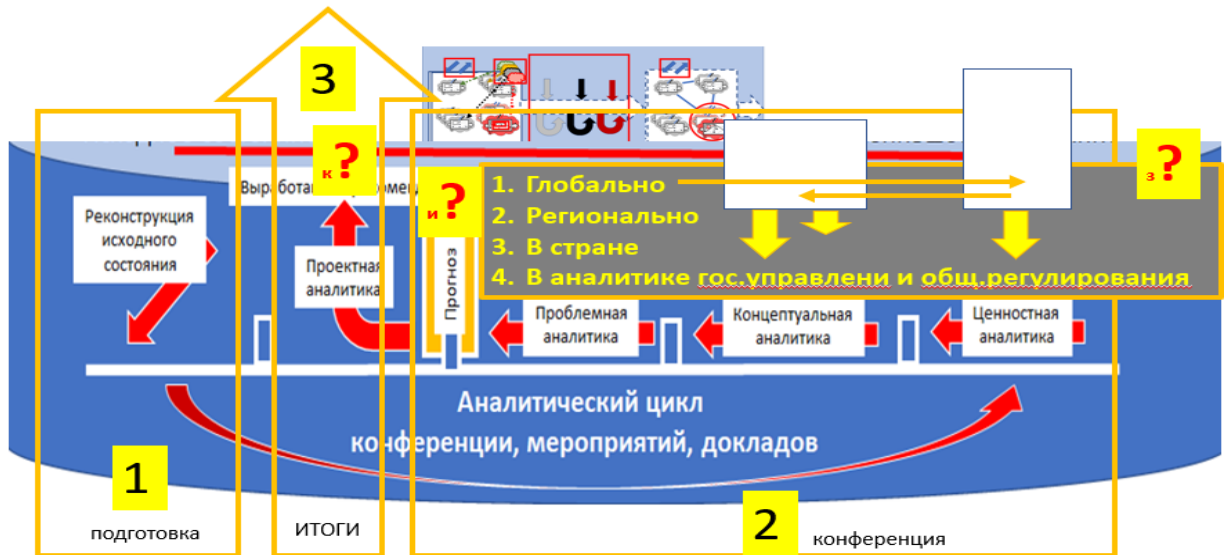 3
к?
и?
з?
1. Глобально
2. Регионально
3. В стране
4. В аналитике гос.управлени и общ.регулирования
Реконструкция
исходного
состояния
Проектная
аналитика
Прогноз
Проблемная
аналитика
Концептуальная
аналитика
Ценностная
аналитика
Аналитический цикл
конференции, мероприятий, докладов
1
подготовка
ИТОГИ
2
конференция